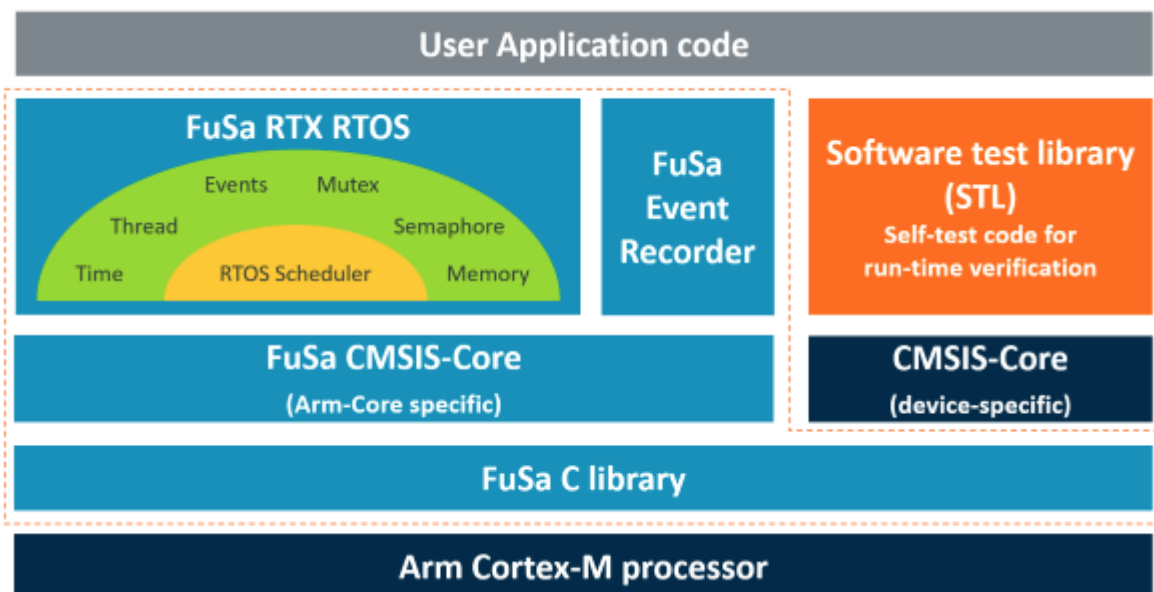 User Application code
FuSa RTX RTOS
Events Mutex
Thread Semaphore
Time RTOS Scheduler Memory
FuSa
Event
Recorder
Software test library
(STL)
Self-test code for
run-time verification
FuSa CMSIS-Core
(Arm-Core specific)
CMSIS-Core
(device-specific)
FuSa C library
Arm Cortex-M processor